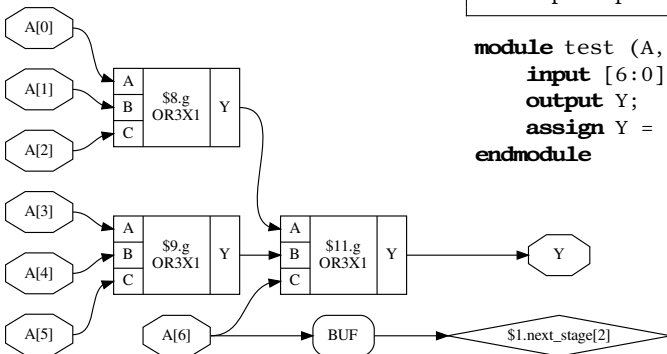 A[0]
A[1]
A[2]
A
B
C
$8.g
OR3X1
Y
A[3]
A[4]
A[5]
A
B
C
$9.g
OR3X1
Y
A[6]
A
B
C
$11.g
OR3X1
Y
Y
BUF
$1.next_stage[2]
module test (A,
input [6:0]
output Y;
assign Y =
endmodule